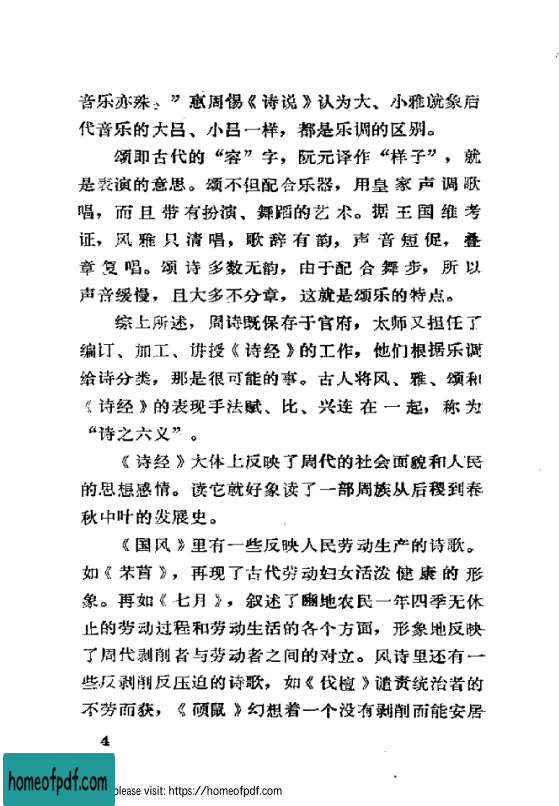 音乐亦殊。”惠周惕《诗说》认为大、小雅就象后
代音乐的大吕、小吕一样，都是乐调的区别。
颂即古代的“容”字，阮元译作“样子”，就
是表演的意思。颂不但配合乐器，用皇家声调歌
唱，而且带有扮演、舞蹈的艺术。据王国维考
证，风雅只清唱，歌辞有韵，声音短促，叠
章复唱。颂诗多数无韵，由于配合舞步，所以
声音缓慢，且大多不分章，这就是颂乐的特点。
综上所述，周诗既保存于官府，太师又担任了
编订、加工、讲授《诗经》的工作，他们根据乐调
给诗分类，那是很可能的事。古人将风、雅、颂和
《诗经》的表现手法赋、比、兴连在一起，称为
“诗之六义”。
《诗经》大体上反映了周代的社会面貌和人民
的思想感情。读它就好象读了一部周族从后稷到春
秋中叶的发展史。
《国风》里有一些反映人民劳动生产的诗歌。
如《芣苢》，再现了古代劳动妇女活泼健康的形
象。再如《七月》，叙述了豳地农民一年四季无休
止的劳动过程和劳动生活的各个方面，形象地反映
了周代剥削者与劳动者之间的对立。风诗里还有一
些反剥削反压迫的诗歌，如《伐檀》谴责统治者的
不劳而获，《硕鼠》幻想着一个没有剥削而能安居
4
homeofpdf.com
please visit: https://homeofpdf.com